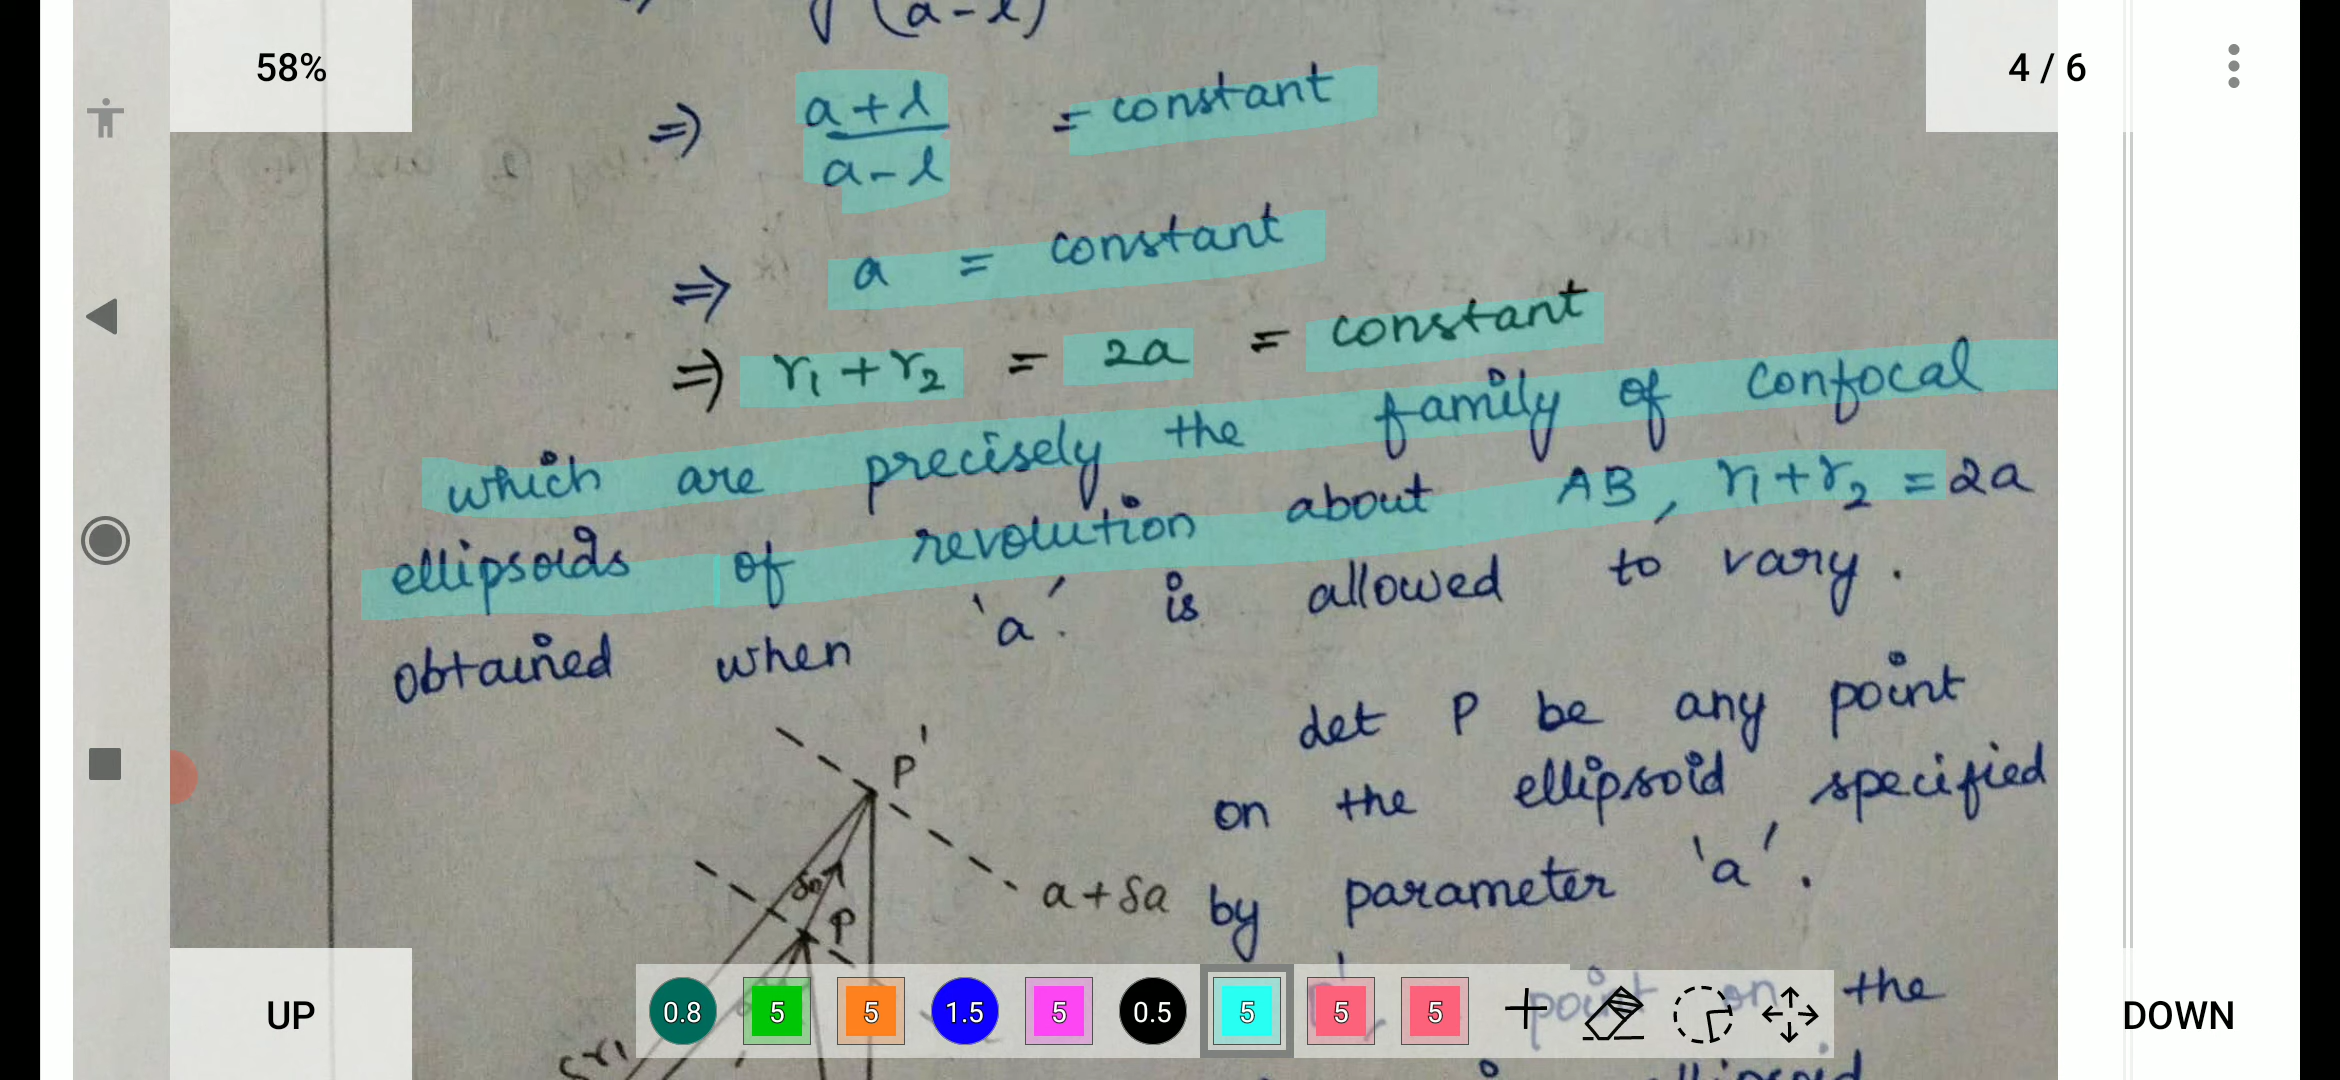 (a-l)
58%
4 / 6
=> a+l / a-l = constant
=> a = constant
=> r1 + r2 = 2a = constant
which are precisely the family of confocal
ellipsoids of revolution about AB, r1+r2 = 2a
obtained when 'a' is allowed to vary.
Let P be any point
on the ellipsoid specified
by parameter 'a'.
P'
δn
P
a+δa
point on the
UP
0.8
5
5
1.5
5
0.5
5
5
5
DOWN